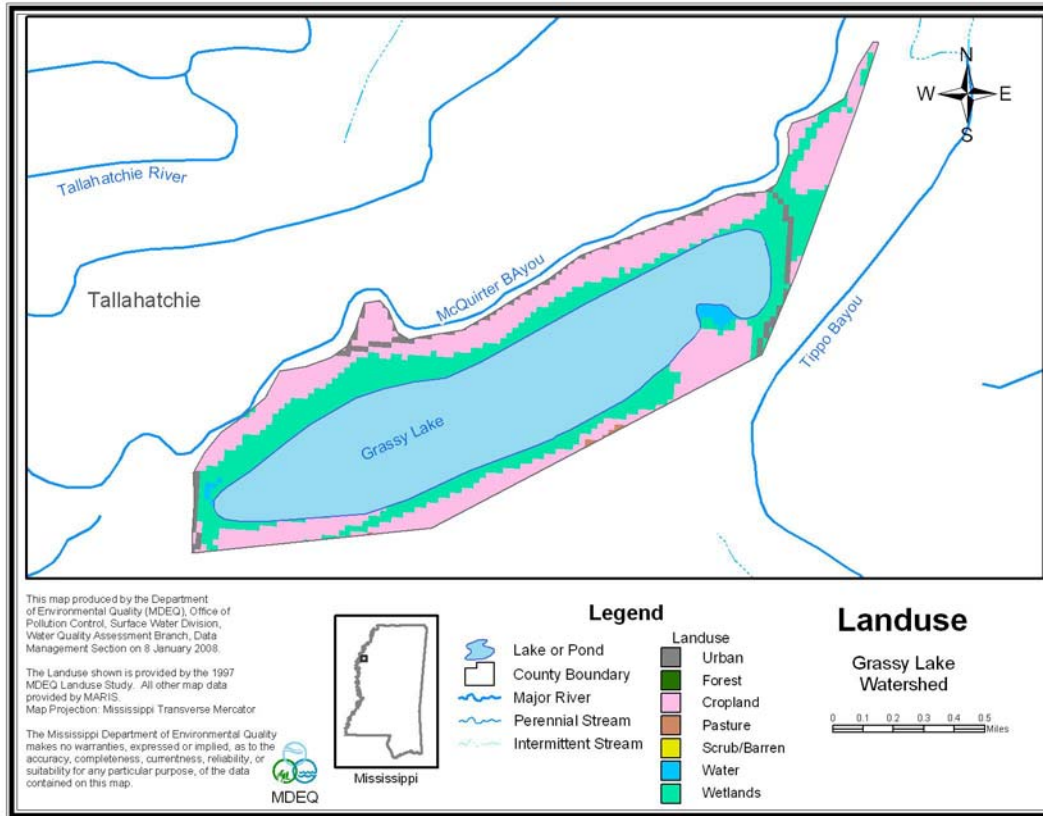 N
W E
S
Tallahatchie River
McQuirter BAyou
Tallahatchie
Tippo Bayou
Grassy Lake
This map produced by the Department
of Environmental Quality (MDEQ), Office of
Pollution Control, Surface Water Division,
Water Quality Assessment Branch, Data
Management Section on 8 January 2008.
The Landuse shown is provided by the 1997
MDEQ Landuse Study. All other map data
provided by MARIS.
Map Projection: Mississippi Transverse Mercator
The Mississippi Department of Environmental Quality
makes no warranties, expressed or implied, as to the
accuracy, completeness, currentness, reliability, or
suitability for any particular purpose, of the data
contained on this map.
MDEQ
Mississippi
Legend
Lake or Pond
County Boundary
Major River
Perennial Stream
Intermittent Stream
Landuse
Urban
Forest
Cropland
Pasture
Scrub/Barren
Water
Wetlands
Landuse
Grassy Lake
Watershed
0 0.1 0.2 0.3 0.4 0.5
Miles